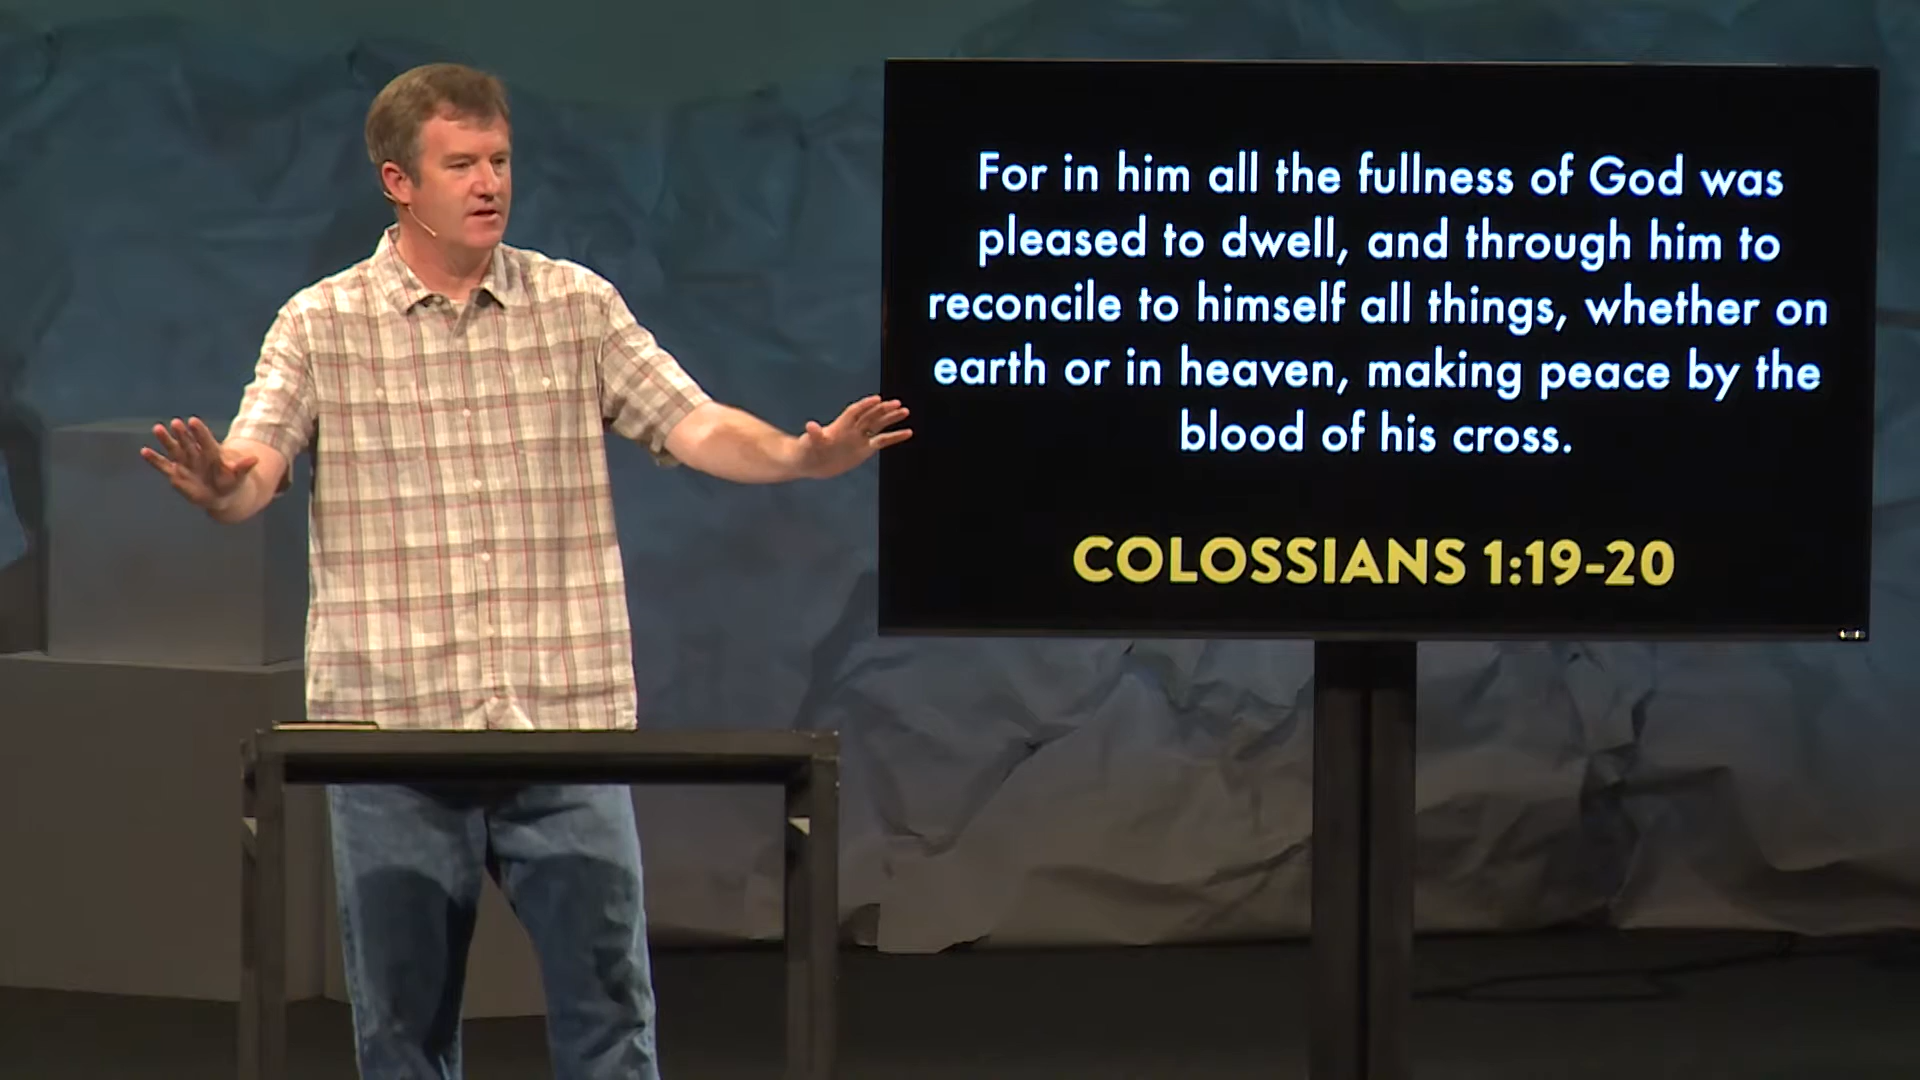 For in him all the fullness of God was
pleased to dwell, and through him to
reconcile to himself all things, whether on
earth or in heaven, making peace by the
blood of his cross.
COLOSSIANS 1:19-20